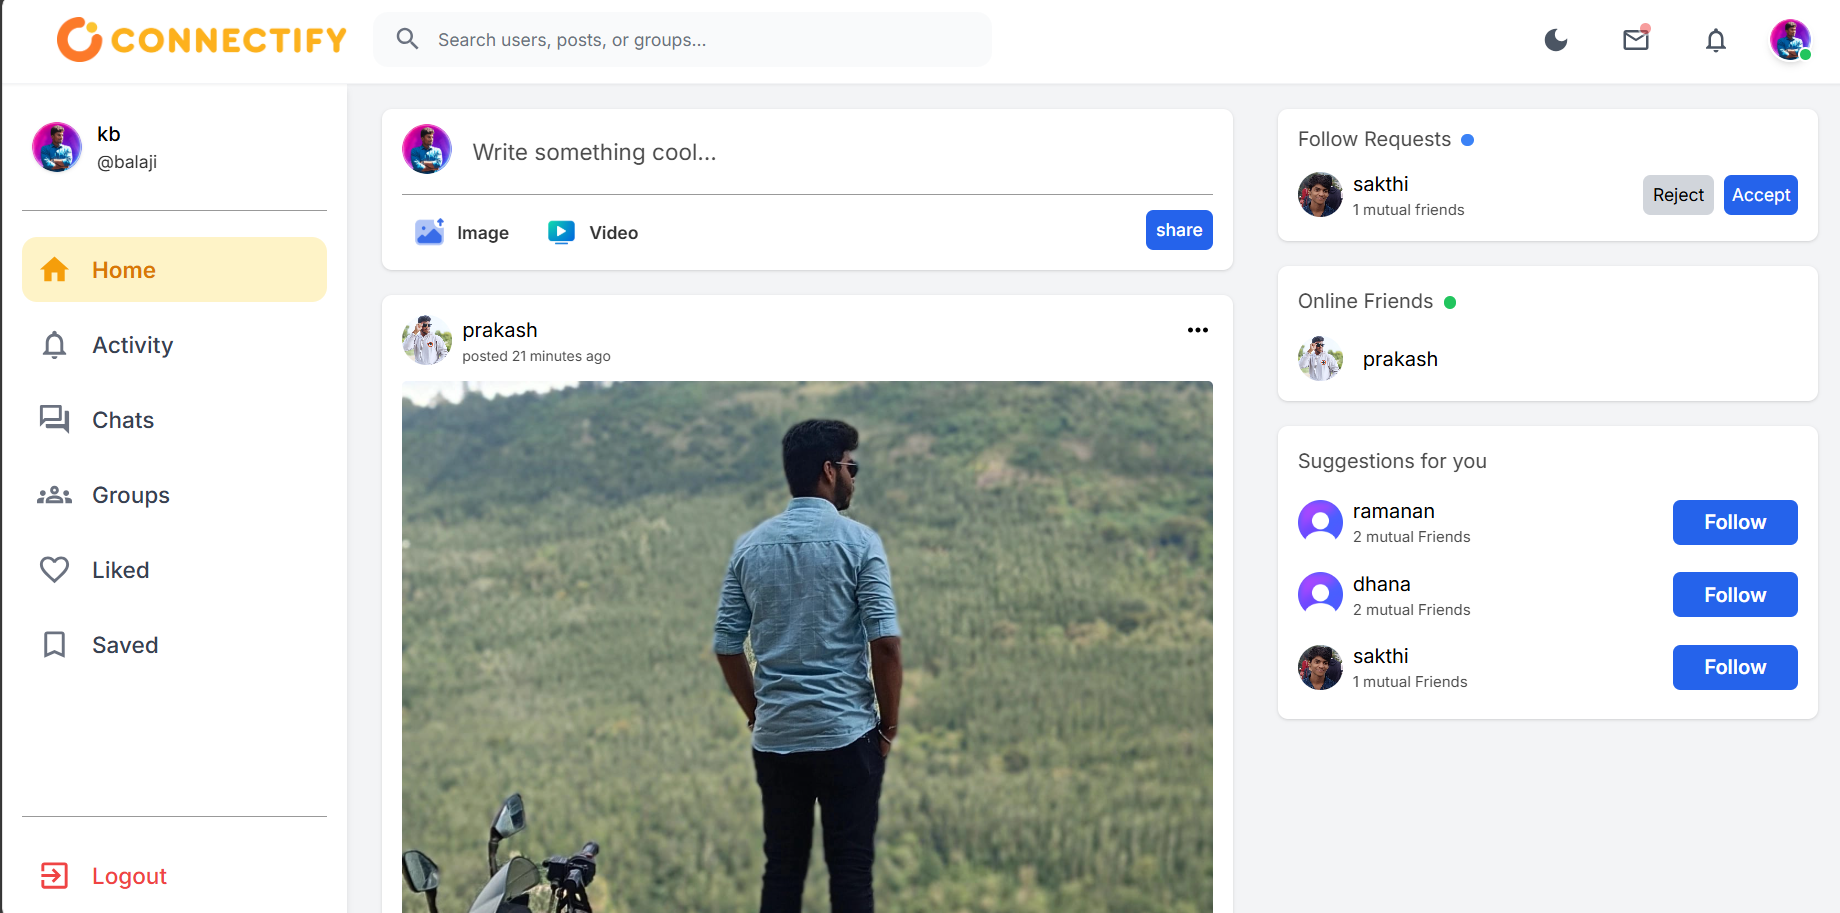 CONNECTIFY
Search users, posts, or groups...
kb
@balaji
Home
Activity
Chats
Groups
Liked
Saved
Logout
Write something cool...
Image
Video
share
prakash
posted 21 minutes ago
Follow Requests
sakthi
1 mutual friends
Reject
Accept
Online Friends
prakash
Suggestions for you
ramanan
2 mutual Friends
Follow
dhana
2 mutual Friends
Follow
sakthi
1 mutual Friends
Follow